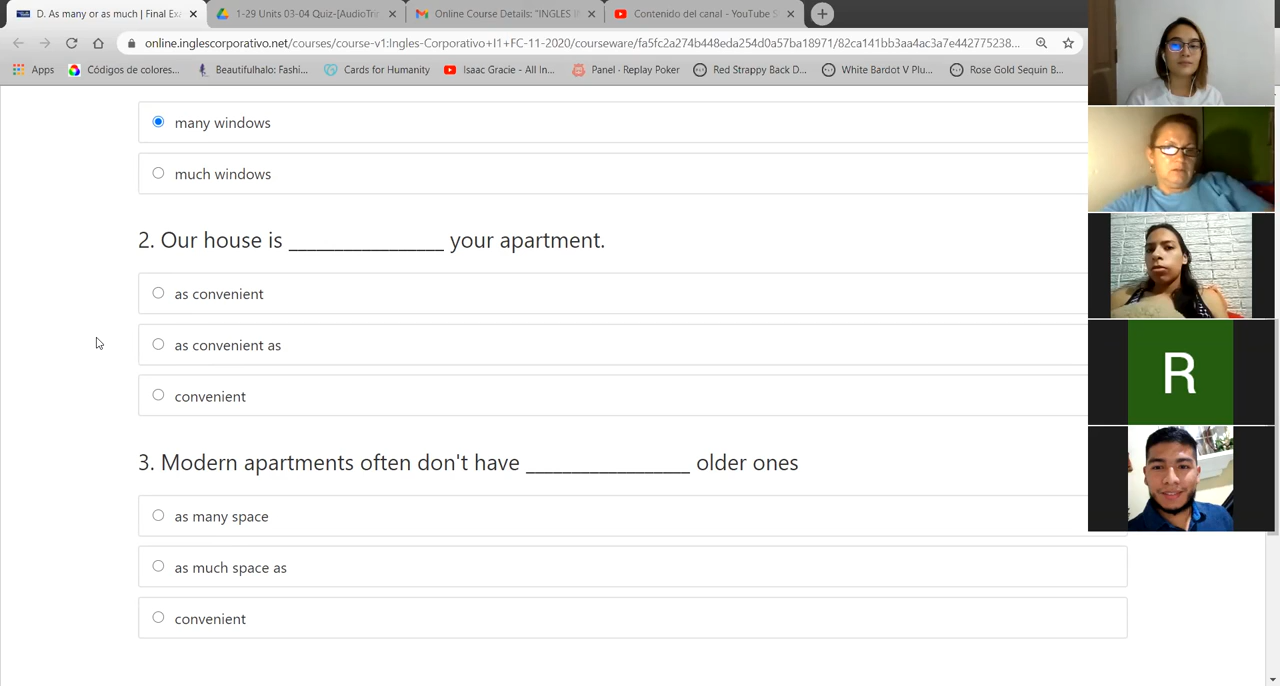 D. As many or as much | Final Exa
1-29 Units 03-04 Quiz-[AudioTri
Online Course Details: "INGLES I
Contenido del canal - YouTube S
online.inglescorporativo.net/courses/course-v1:Ingles-Corporativo+I1+FC-11-2020/courseware/fa5fc2a274b448eda254d0a57ba18971/82ca141bb3aa4ac3a7e442775238...
Apps
Códigos de colores...
Beautifulhalo: Fashi...
Cards for Humanity
Isaac Gracie - All In...
Panel · Replay Poker
Red Strappy Back D...
White Bardot V Plu...
Rose Gold Sequin B...
many windows
much windows
2. Our house is ______________ your apartment.
as convenient
as convenient as
convenient
3. Modern apartments often don't have _______________ older ones
as many space
as much space as
convenient
R